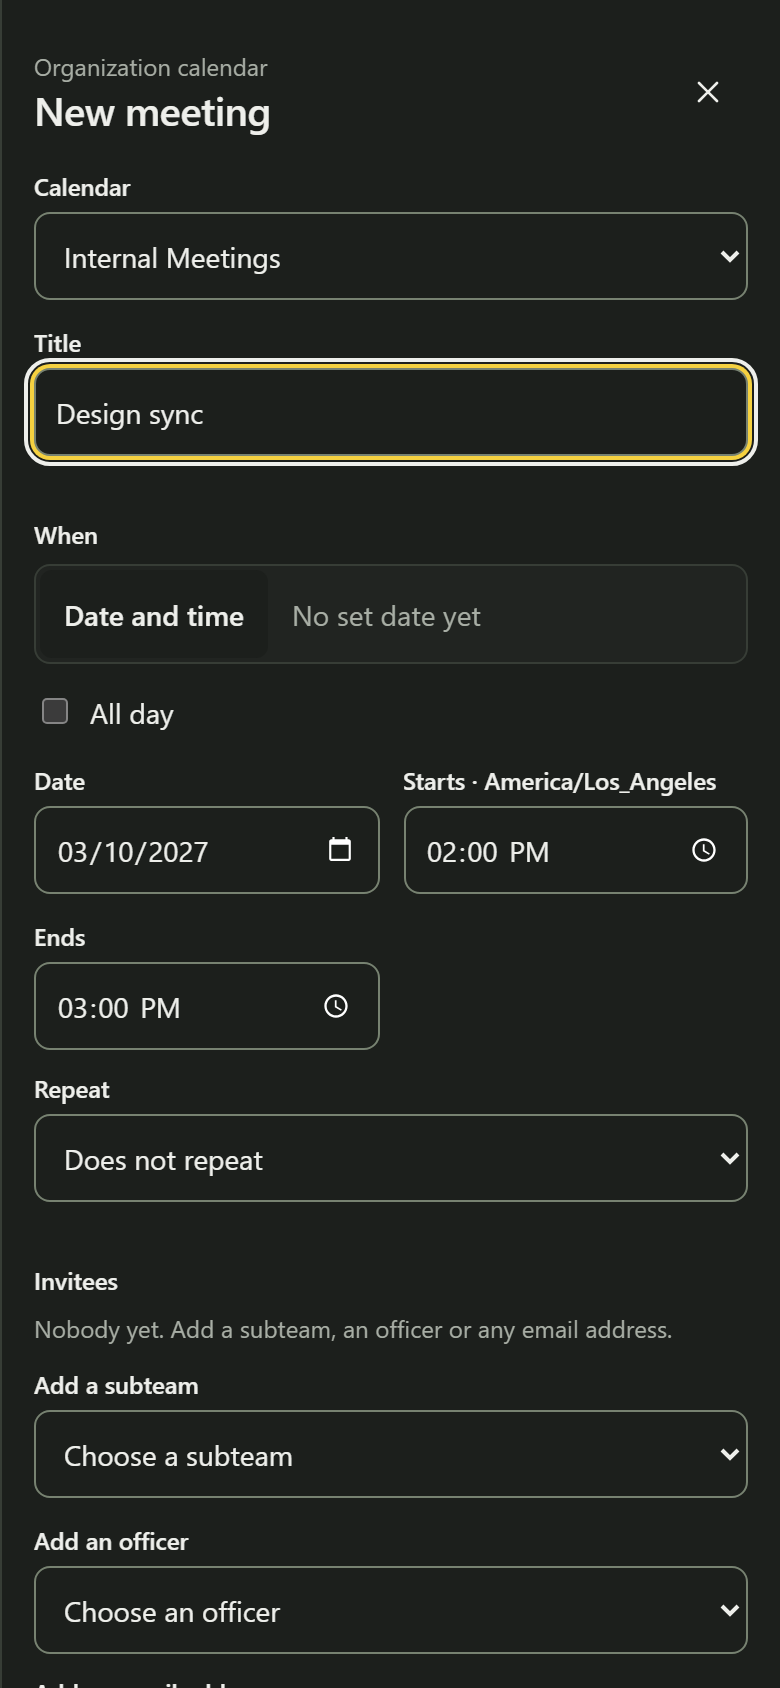 Organization calendar
New meeting
Calendar
Internal Meetings
Title
Design sync
When
Date and time No set date yet
All day
Date Starts · America/Los_Angeles
03/10/2027 02:00 PM
Ends
03:00 PM
Repeat
Does not repeat
Invitees
Nobody yet. Add a subteam, an officer or any email address.
Add a subteam
Choose a subteam
Add an officer
Choose an officer